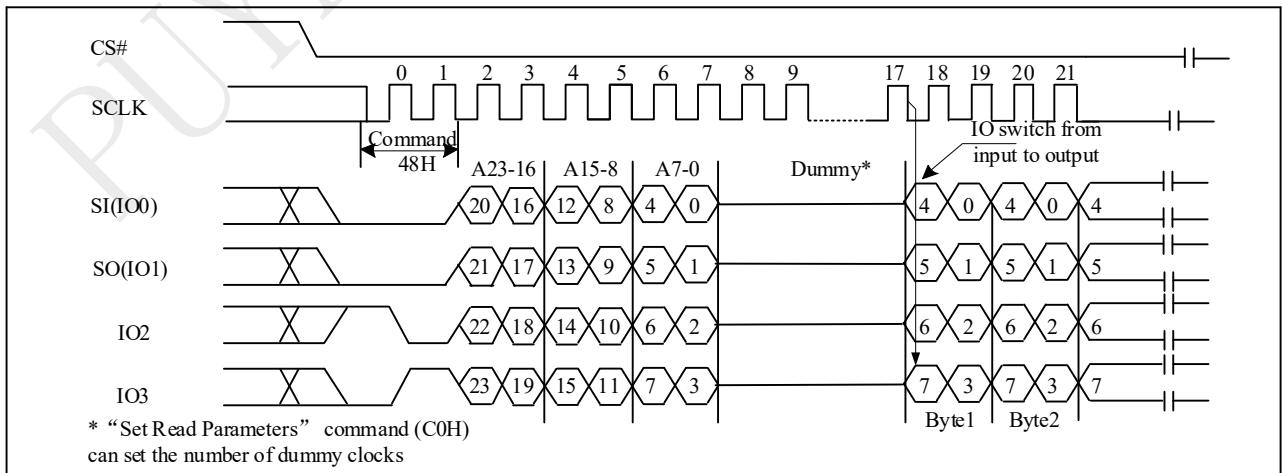 PUY
CS#
0 1 2 3 4 5 6 7 8 9 17 18 19 20 21
SCLK
IO switch from
input to output
Command
48H
A23-16 A15-8 A7-0 Dummy*
SI(IO0) 20 16 12 8 4 0 4 0 4 0 4
SO(IO1) 21 17 13 9 5 1 5 1 5 1 5
IO2 22 18 14 10 6 2 6 2 6 2 6
IO3 23 19 15 11 7 3 7 3 7 3 7
Byte1 Byte2
* “Set Read Parameters” command (C0H)
can set the number of dummy clocks